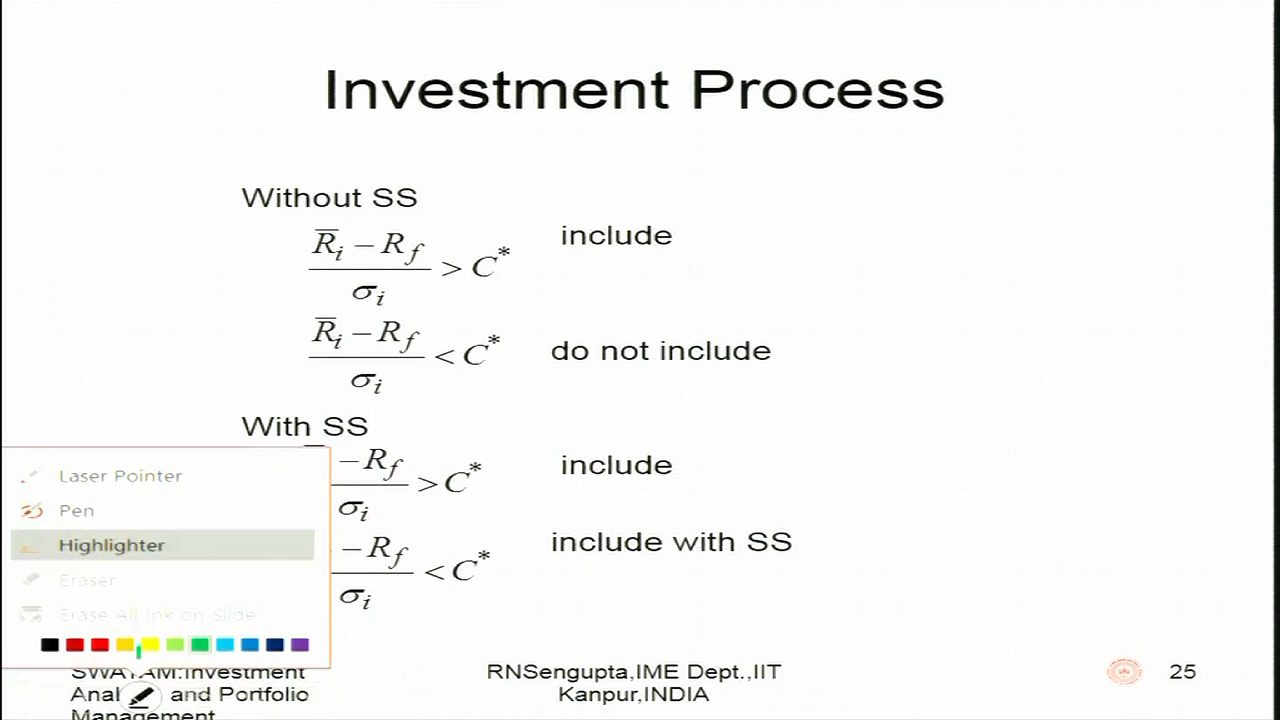 Investment Process
Without SS
R̅i − Rf / σi > C* include
R̅i − Rf / σi < C* do not include
With SS
− Rf / σi > C* include
− Rf / σi < C* include with SS
Laser Pointer
Pen
Highlighter
Eraser
Erase All Ink on Slide
SWAYAM:Investment
and Portfolio
Management
RNSengupta,IME Dept.,IIT
Kanpur,INDIA
25